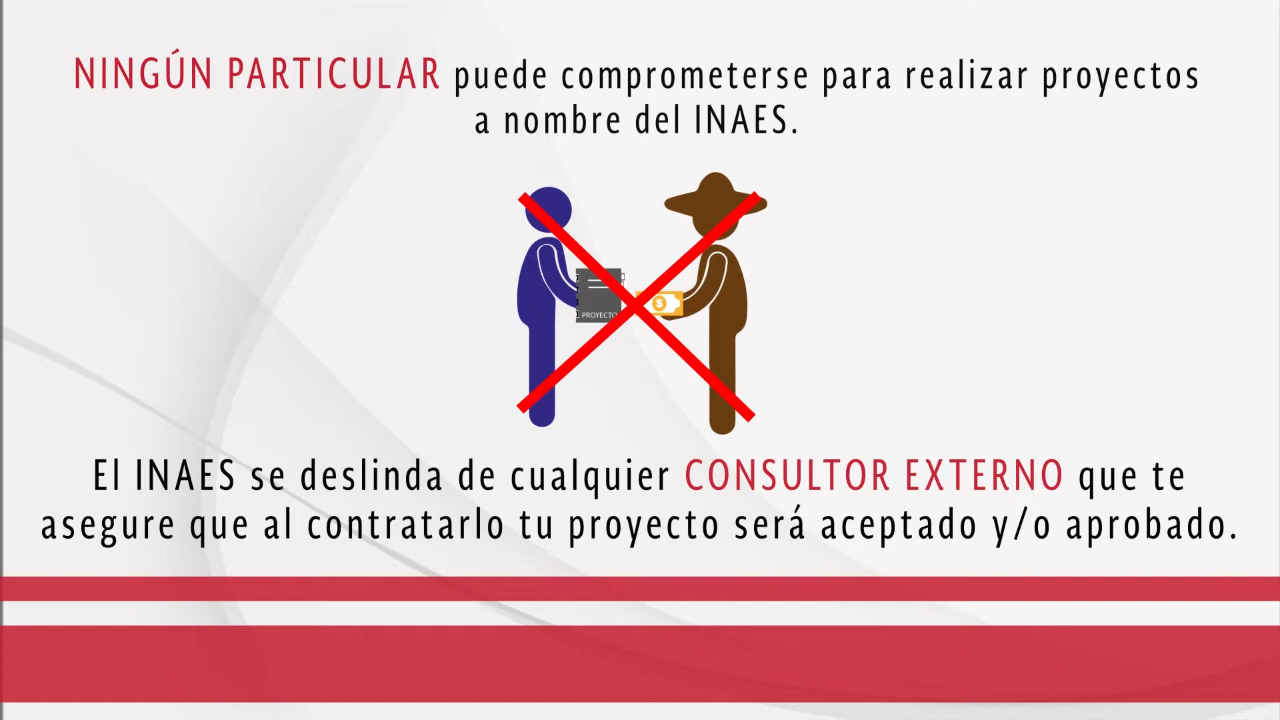 NINGÚN PARTICULAR puede comprometerse para realizar proyectos
a nombre del INAES.
PROYECTO
$
El INAES se deslinda de cualquier CONSULTOR EXTERNO que te
asegure que al contratarlo tu proyecto será aceptado y/o aprobado.